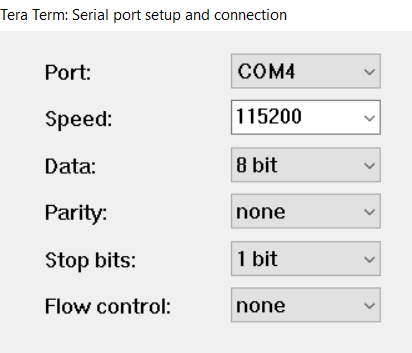 Tera Term: Serial port setup and connection
Port: COM4
Speed: 115200
Data: 8 bit
Parity: none
Stop bits: 1 bit
Flow control: none